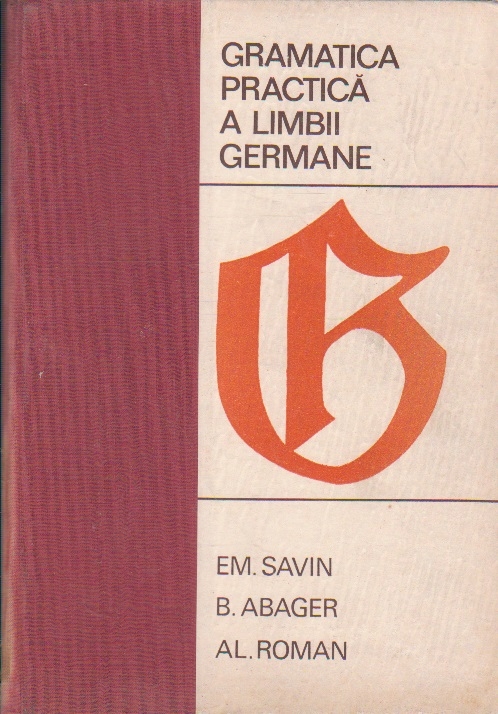 GRAMATICA
PRACTICĂ
A LIMBII
GERMANE
G
EM. SAVIN
B. ABAGER
AL. ROMAN